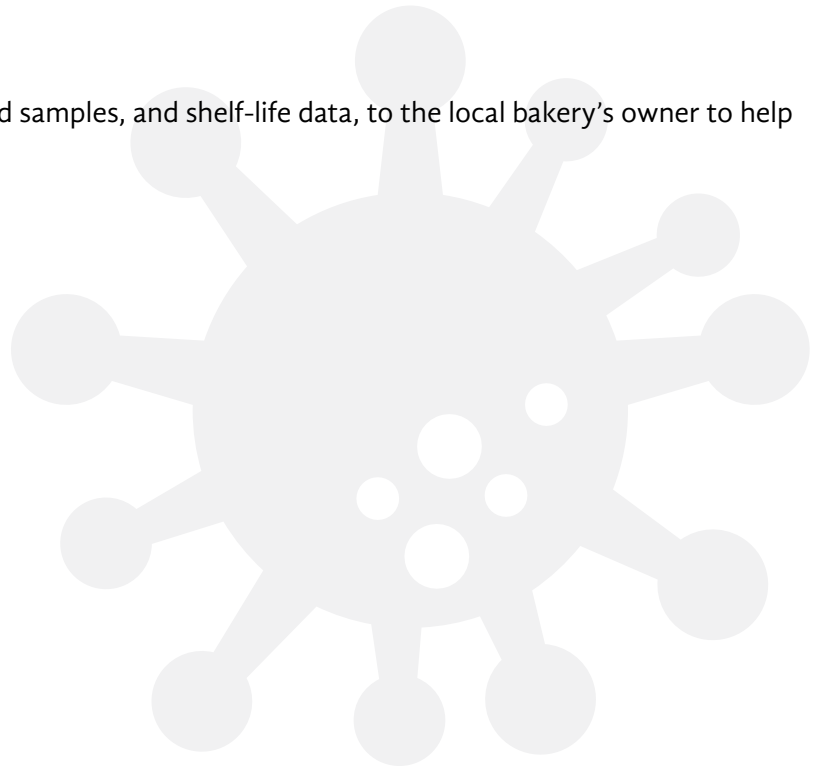 d samples, and shelf-life data, to the local bakery’s owner to help